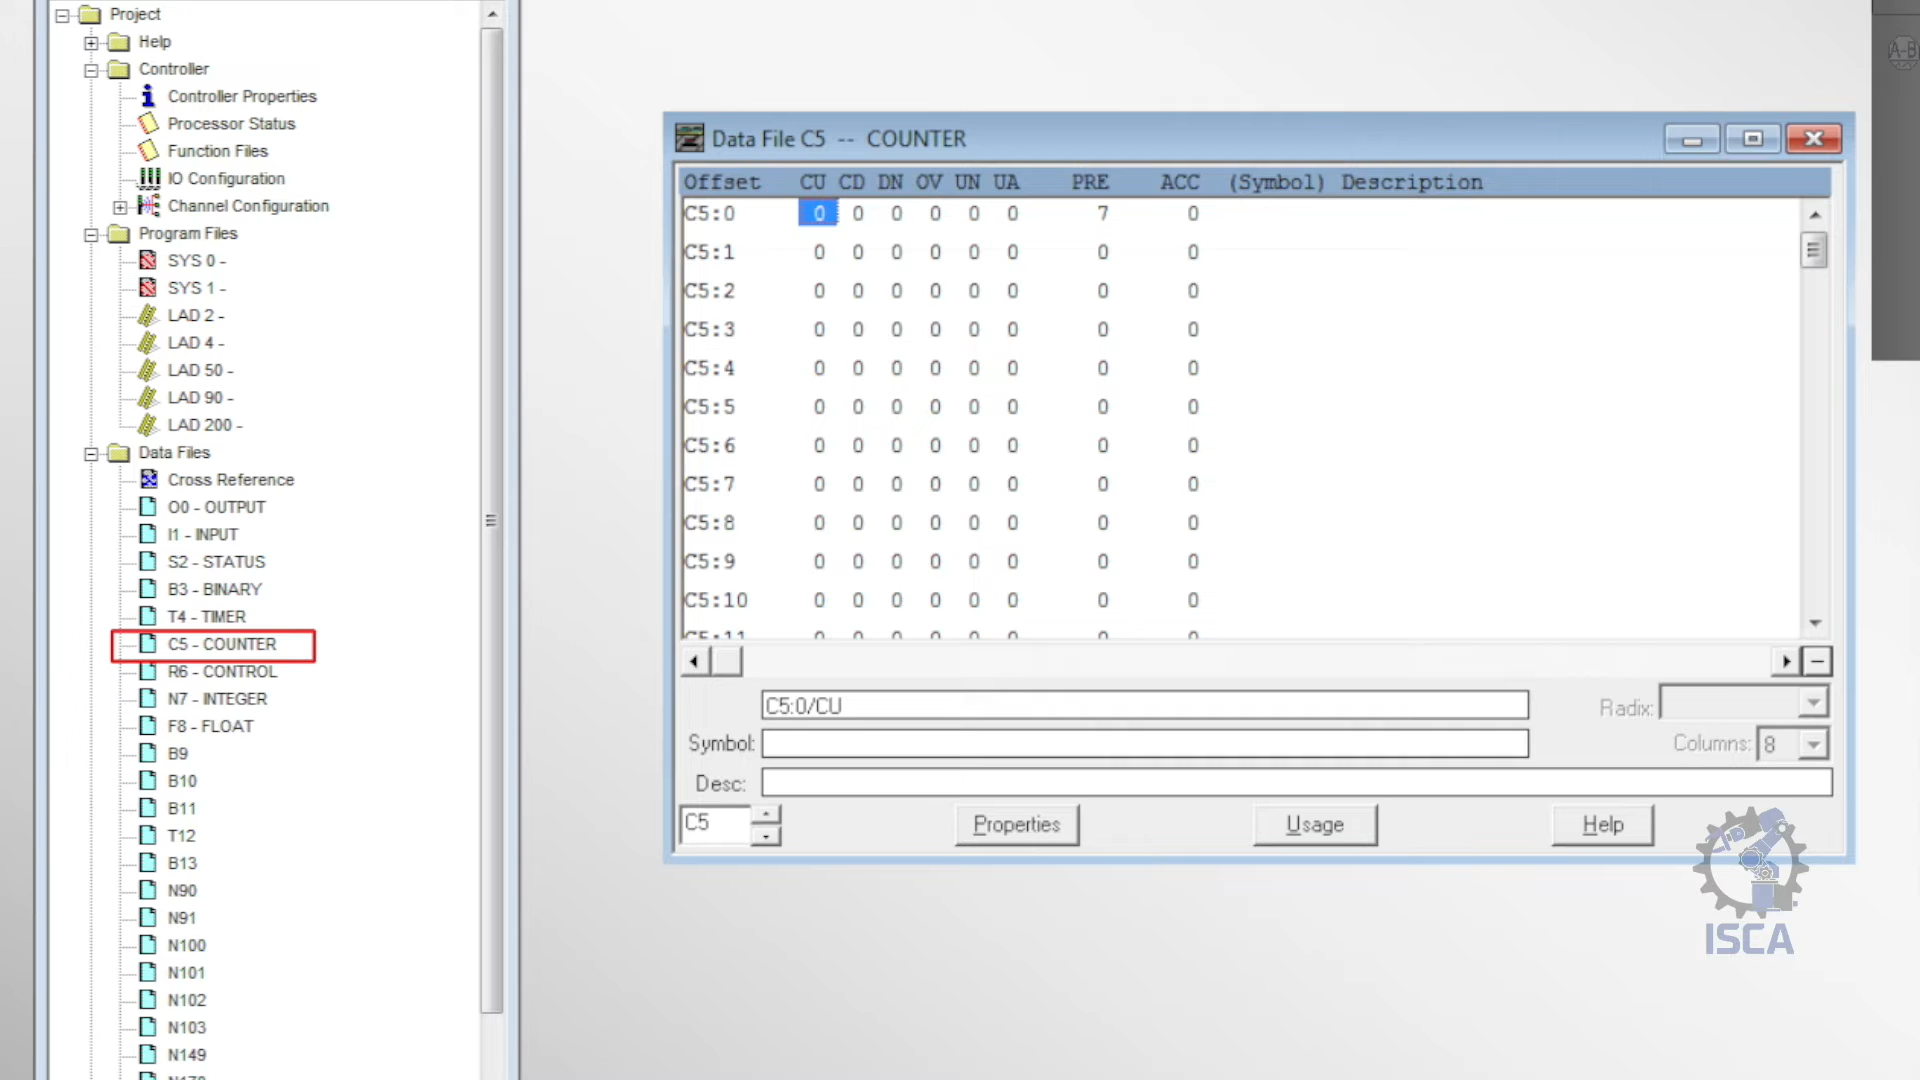 Project
Help
Controller
Controller Properties
Processor Status
Function Files
IO Configuration
Channel Configuration
Program Files
SYS 0 -
SYS 1 -
LAD 2 -
LAD 4 -
LAD 50 -
LAD 90 -
LAD 200 -
Data Files
Cross Reference
O0 - OUTPUT
I1 - INPUT
S2 - STATUS
B3 - BINARY
T4 - TIMER
C5 - COUNTER
R6 - CONTROL
N7 - INTEGER
F8 - FLOAT
B9
B10
B11
T12
B13
N90
N91
N100
N101
N102
N103
N149
Data File C5 -- COUNTER
Offset CU CD DN OV UN UA PRE ACC (Symbol) Description
C5:0 0 0 0 0 0 0 7 0
C5:1 0 0 0 0 0 0 0 0
C5:2 0 0 0 0 0 0 0 0
C5:3 0 0 0 0 0 0 0 0
C5:4 0 0 0 0 0 0 0 0
C5:5 0 0 0 0 0 0 0 0
C5:6 0 0 0 0 0 0 0 0
C5:7 0 0 0 0 0 0 0 0
C5:8 0 0 0 0 0 0 0 0
C5:9 0 0 0 0 0 0 0 0
C5:10 0 0 0 0 0 0 0 0
C5:11 0 0 0 0 0 0 0 0
C5:0/CU
Radix:
Symbol:
Columns: 8
Desc:
C5
Properties
Usage
Help
ISCA
A-B